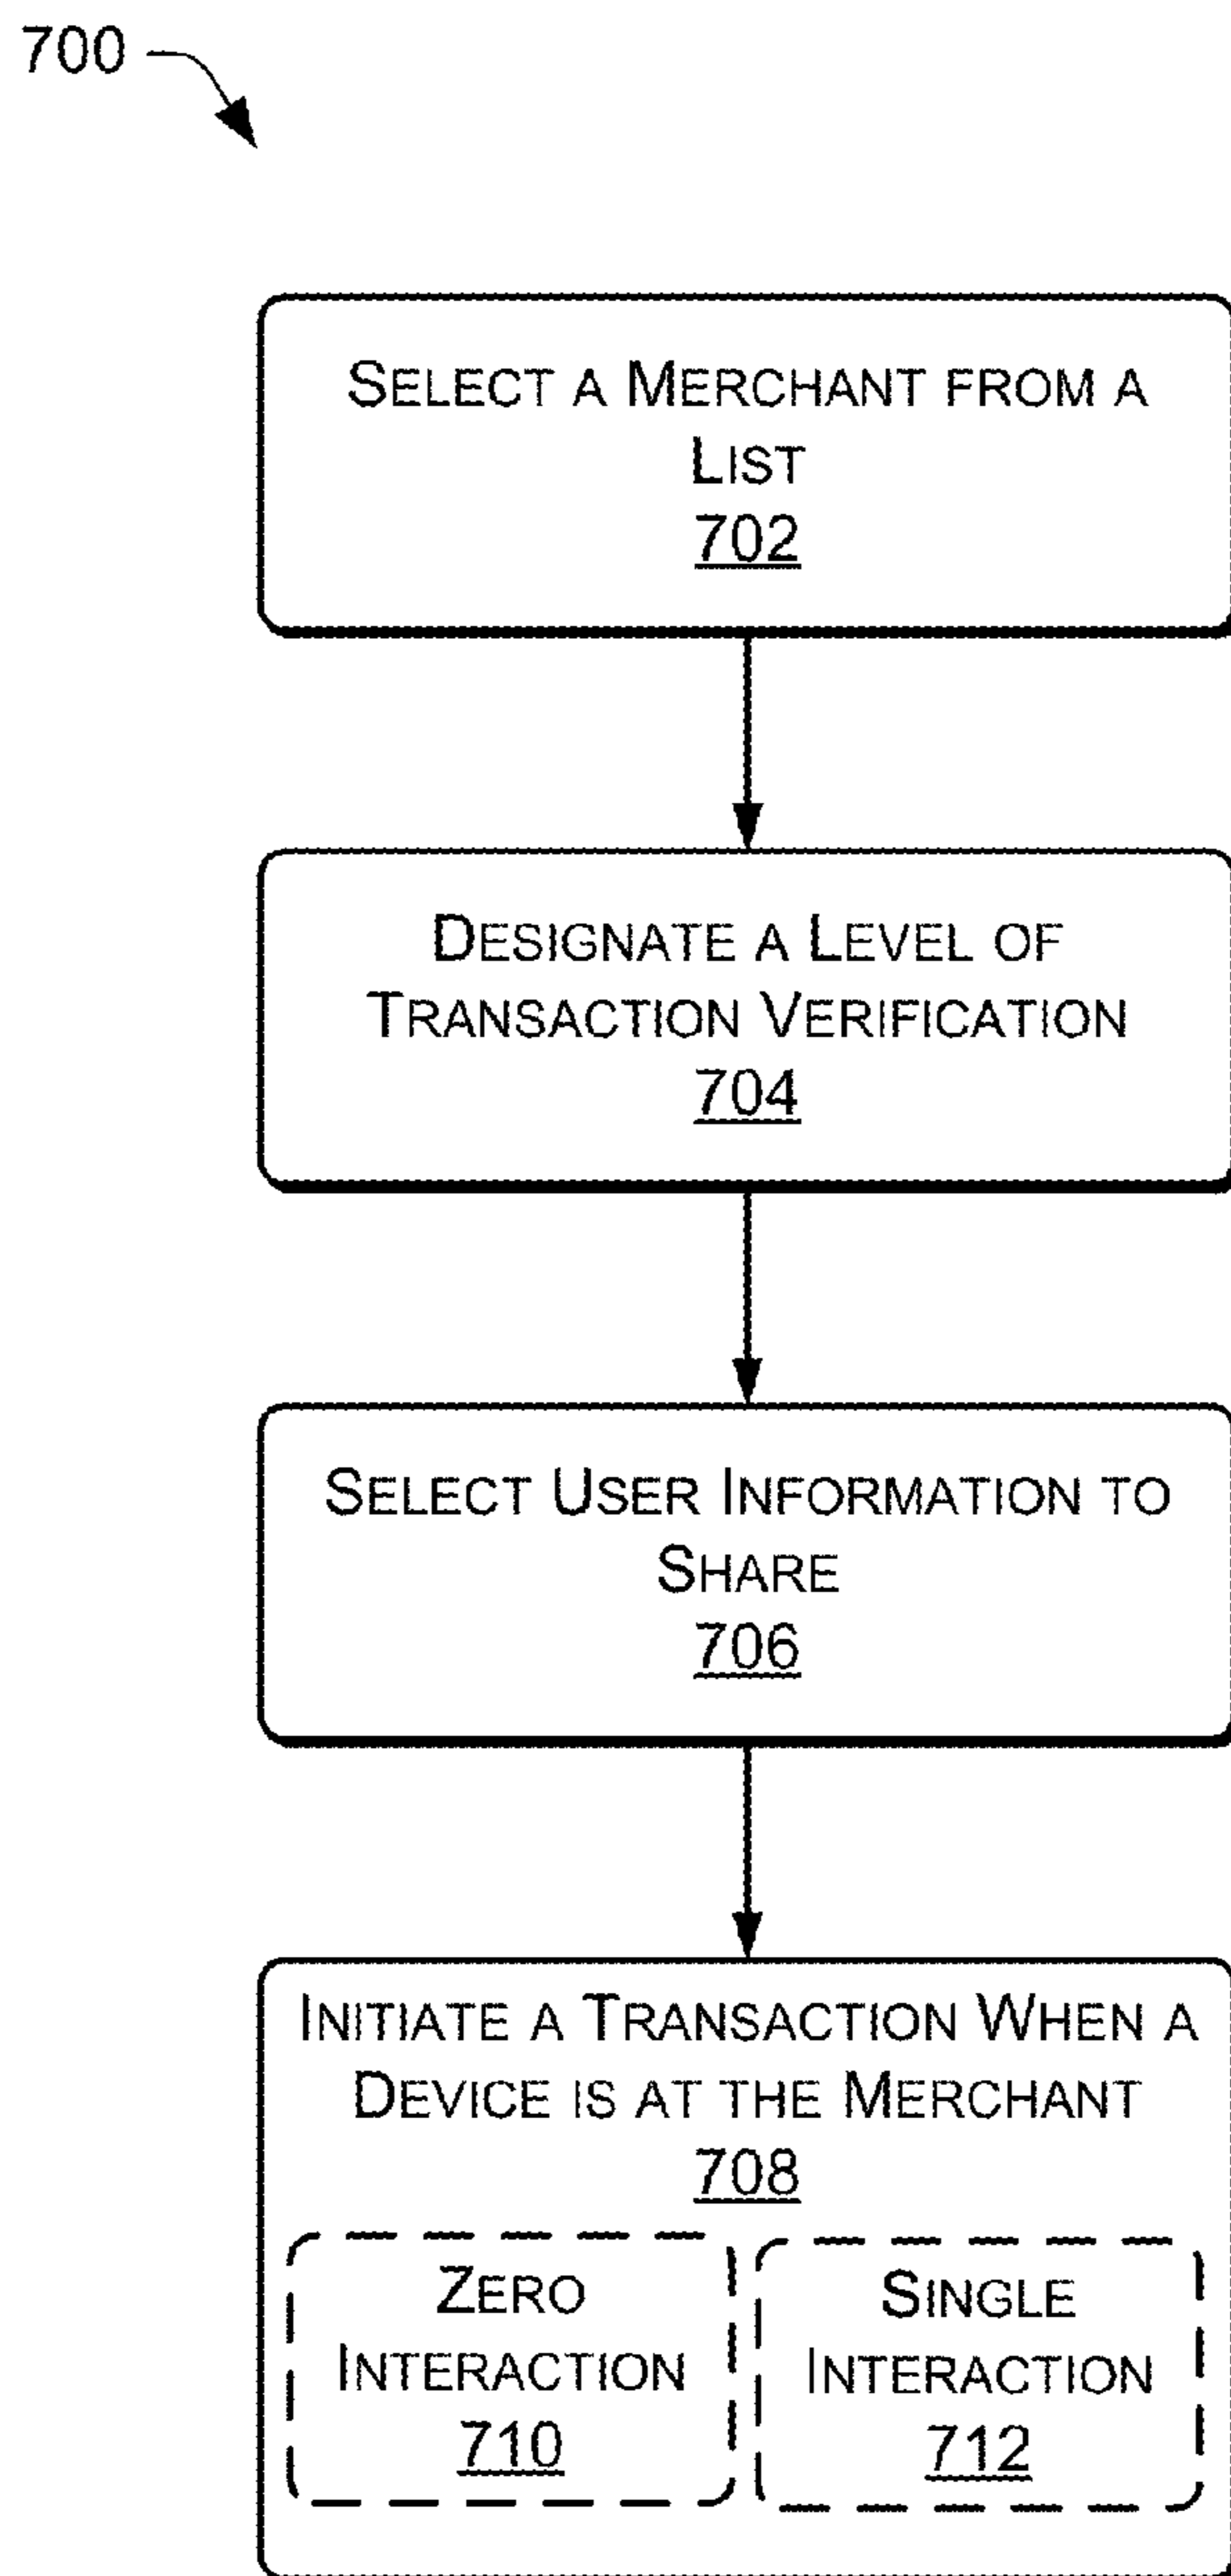 700
SELECT A MERCHANT FROM A
LIST
702
DESIGNATE A LEVEL OF
TRANSACTION VERIFICATION
704
SELECT USER INFORMATION TO
SHARE
706
INITIATE A TRANSACTION WHEN A
DEVICE IS AT THE MERCHANT
708
ZERO
INTERACTION
710
SINGLE
INTERACTION
712